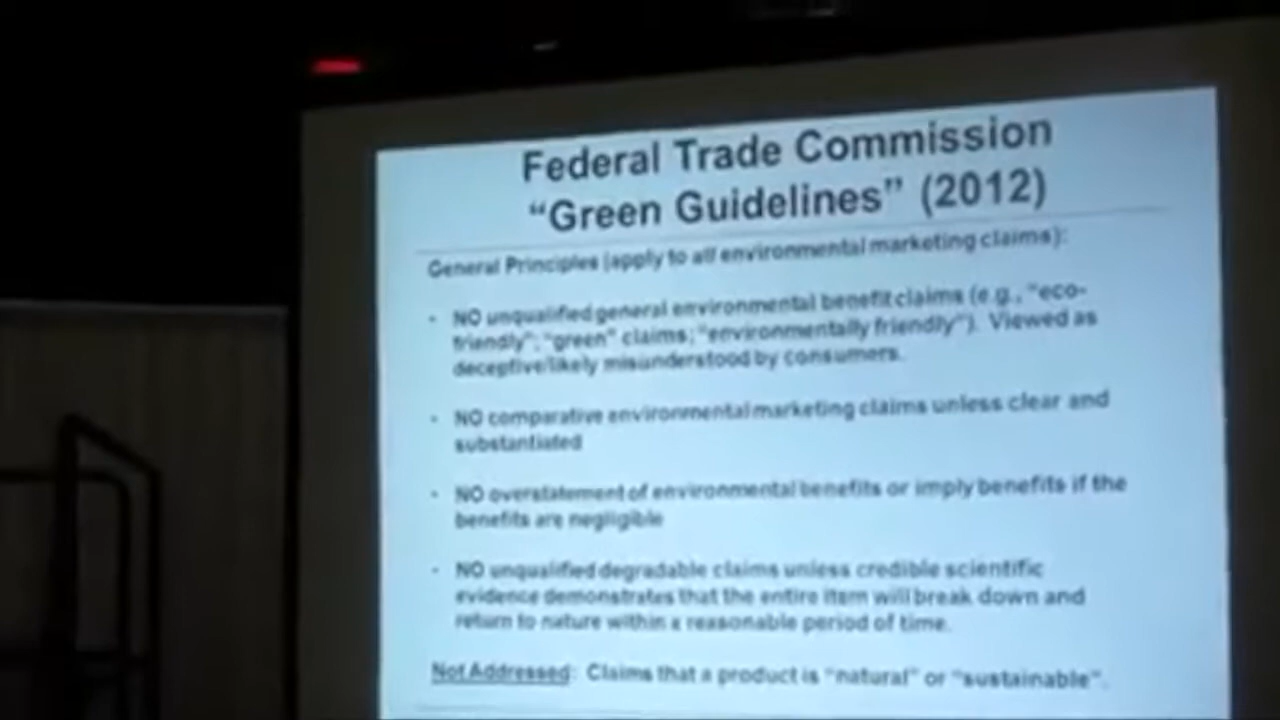 Federal Trade Commission
“Green Guidelines” (2012)
General Principles (apply to all environmental marketing claims):
· NO unqualified general environmental benefit claims (e.g., “eco-
friendly”; “green” claims; “environmentally friendly”). Viewed as
deceptive/likely misunderstood by consumers.
· NO comparative environmental marketing claims unless clear and
substantiated
· NO overstatement of environmental benefits or imply benefits if the
benefits are negligible
· NO unqualified degradable claims unless credible scientific
evidence demonstrates that the entire item will break down and
return to nature within a reasonable period of time.
Not Addressed: Claims that a product is “natural” or “sustainable”.